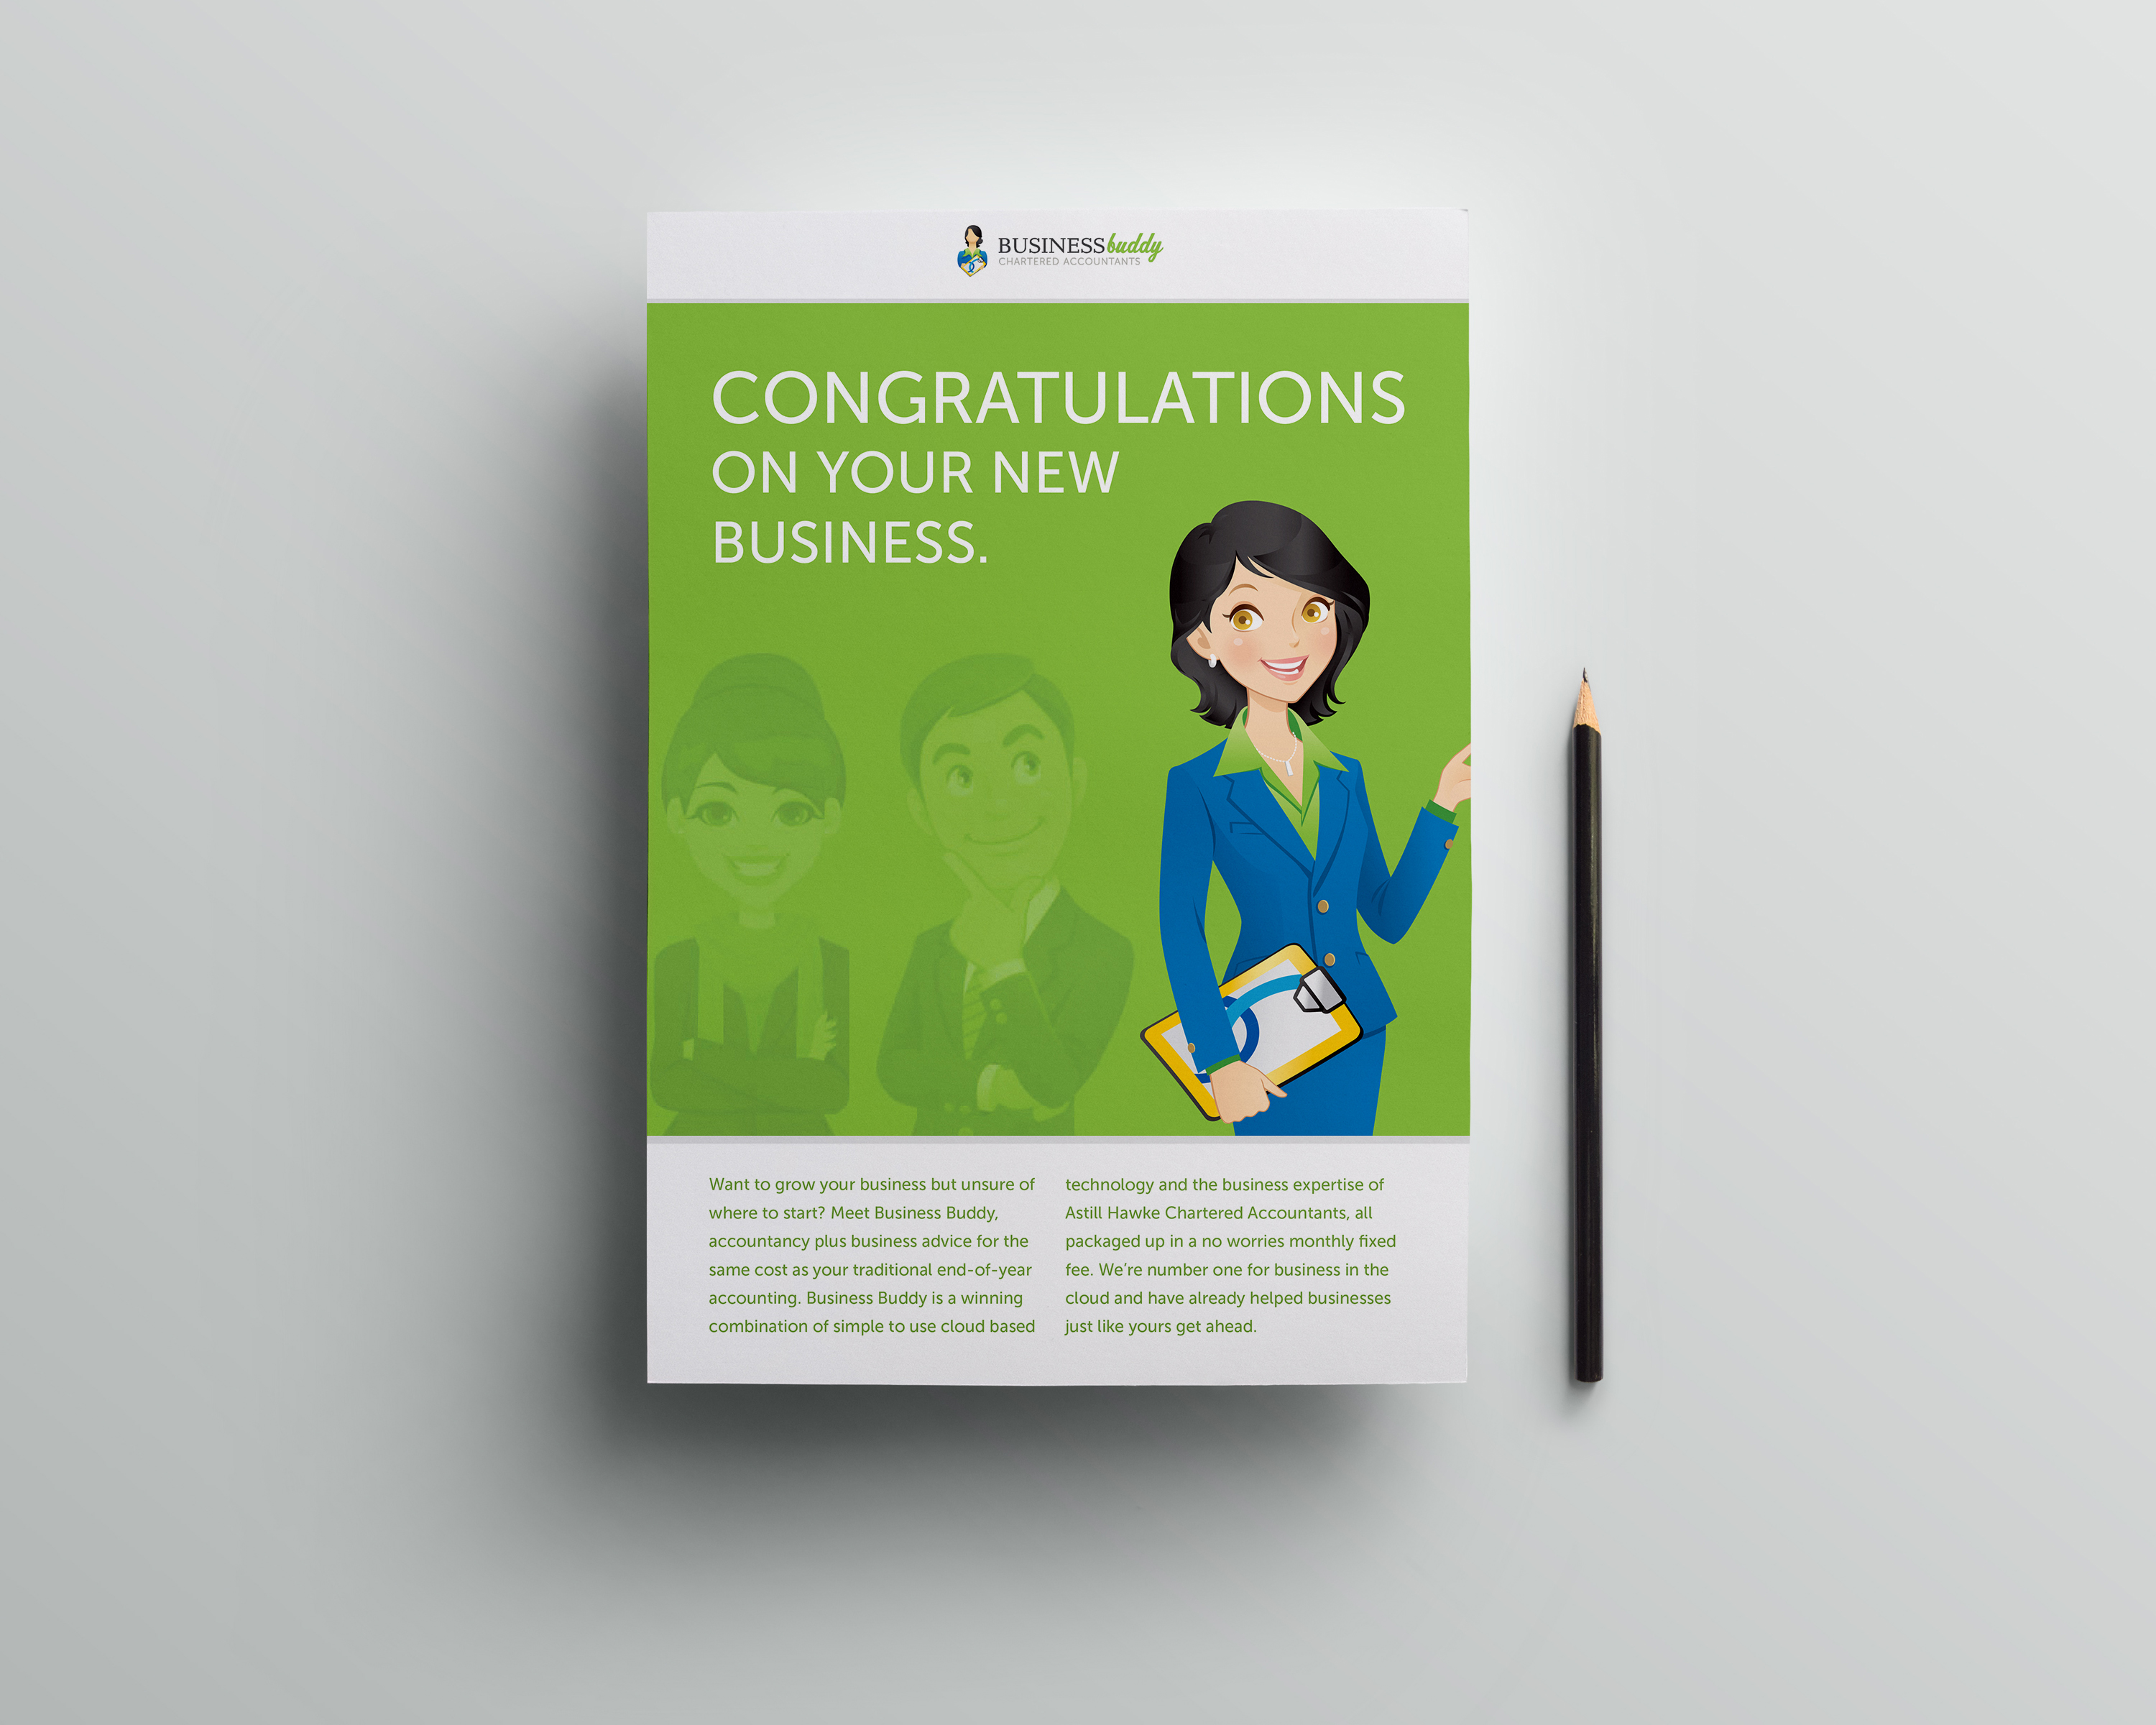 BUSINESSbuddy
CHARTERED ACCOUNTANTS
CONGRATULATIONS
ON YOUR NEW
BUSINESS.
Want to grow your business but unsure of
where to start? Meet Business Buddy,
accountancy plus business advice for the
same cost as your traditional end-of-year
accounting. Business Buddy is a winning
combination of simple to use cloud based
technology and the business expertise of
Astill Hawke Chartered Accountants, all
packaged up in a no worries monthly fixed
fee. We’re number one for business in the
cloud and have already helped businesses
just like yours get ahead.